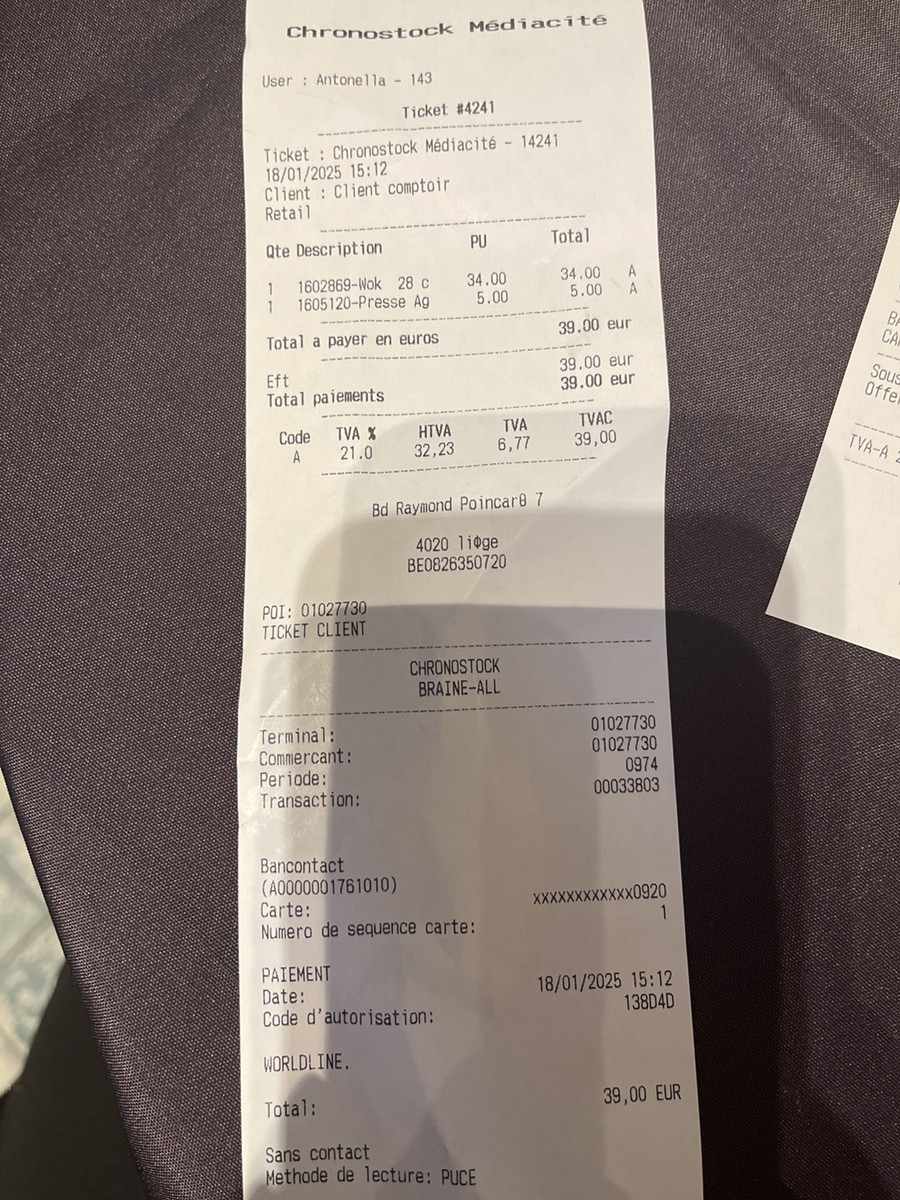 Chronostock Médiacité
User : Antonella - 143
Ticket #4241
Ticket : Chronostock Médiacité - 14241
18/01/2025 15:12
Client : Client comptoir
Retail
Qte Description PU Total
1 1602869-Wok 28 c 34.00 34.00 A
1 1605120-Presse Ag 5.00 5.00 A
Total a payer en euros 39.00 eur
Eft 39.00 eur
Total paiements 39.00 eur
Code TVA % HTVA TVA TVAC
A 21.0 32,23 6,77 39,00
Bd Raymond Poincar0 7
4020 liΦge
BE0826350720
POI: 01027730
TICKET CLIENT
CHRONOSTOCK
BRAINE-ALL
Terminal: 01027730
Commercant: 01027730
Periode: 0974
Transaction: 00033803
Bancontact
(A0000001761010)
Carte: xxxxxxxxxxxx0920
Numero de sequence carte: 1
PAIEMENT
Date: 18/01/2025 15:12
Code d'autorisation: 138D4D
WORLDLINE.
Total: 39,00 EUR
Sans contact
Methode de lecture: PUCE
Sous
TVA-A